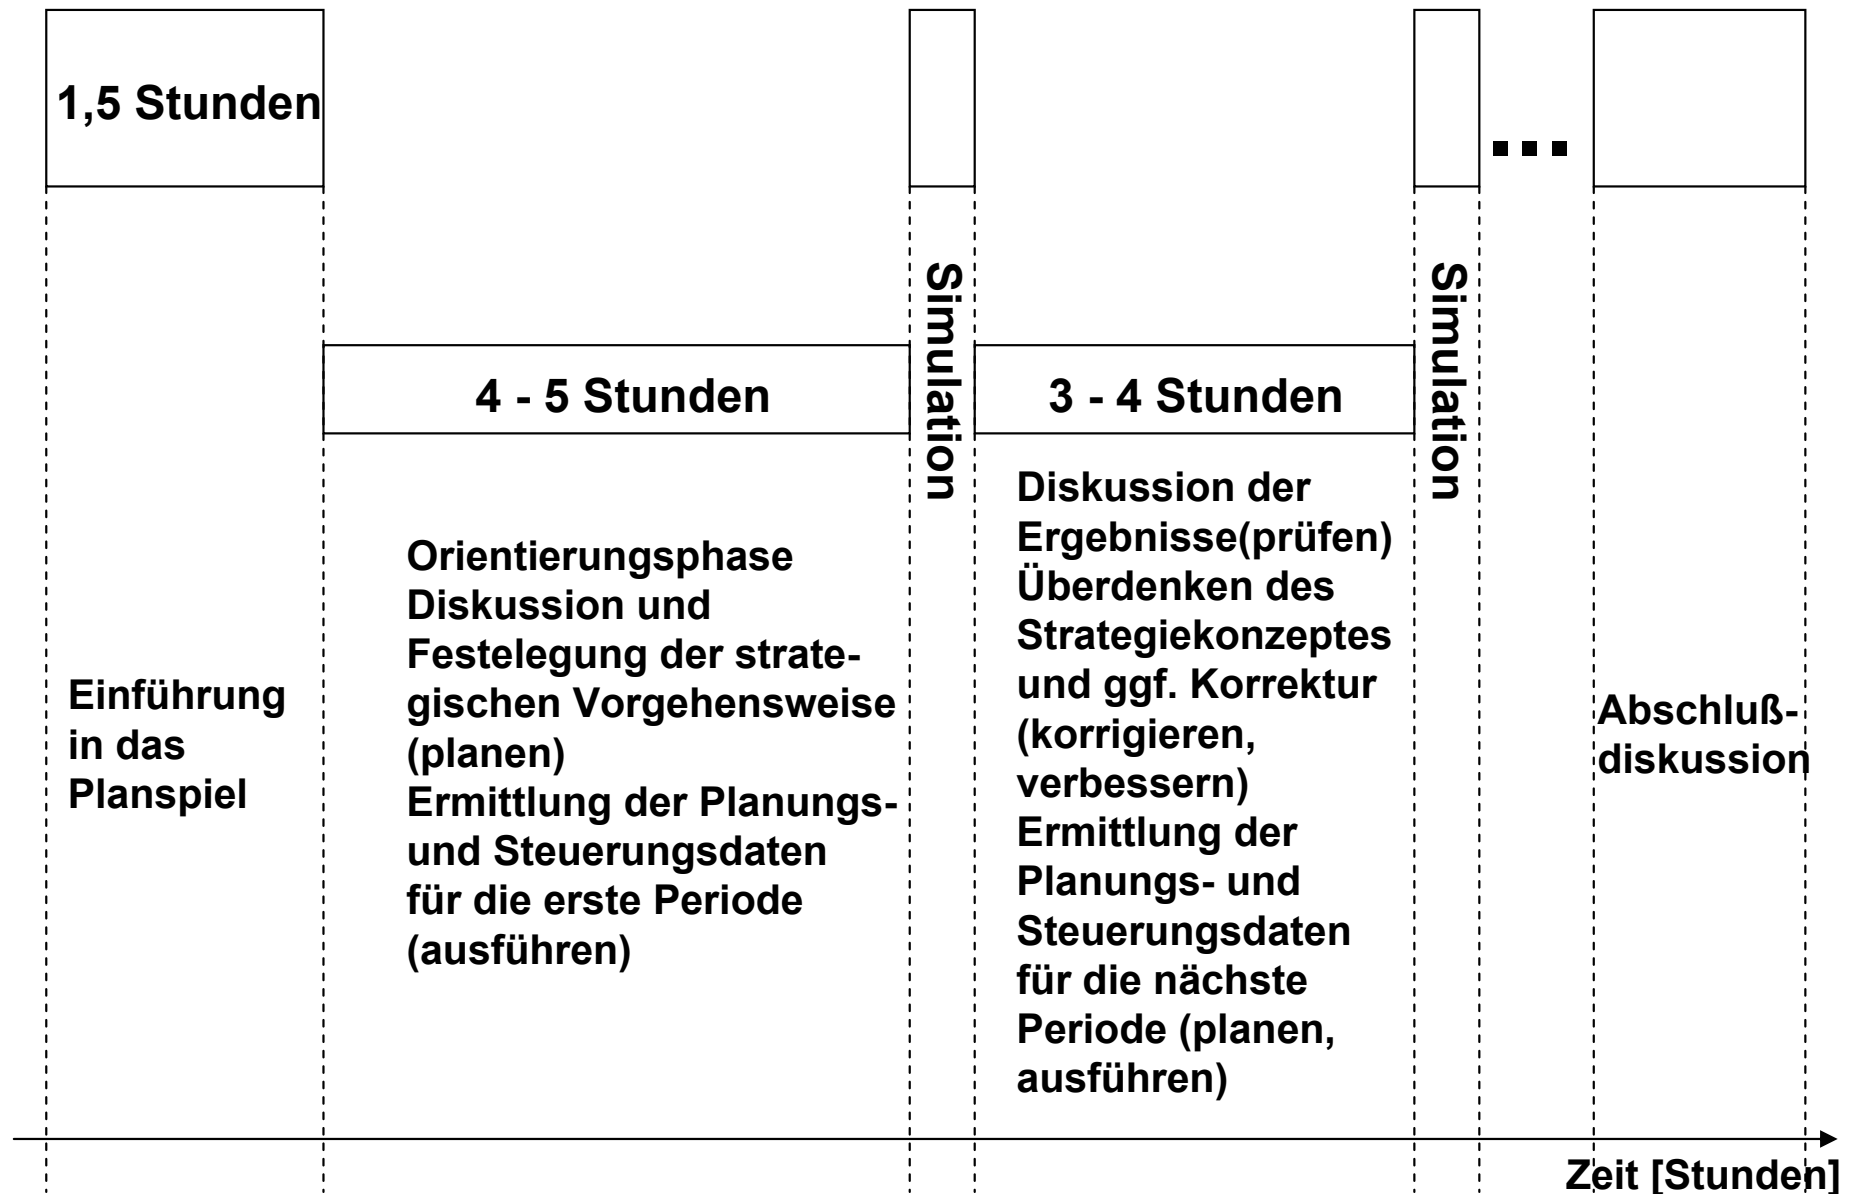 1,5 Stunden
Einführung
in das
Planspiel
4 - 5 Stunden
Orientierungsphase
Diskussion und
Festelegung der strate-
gischen Vorgehensweise
(planen)
Ermittlung der Planungs-
und Steuerungsdaten
für die erste Periode
(ausführen)
Simulation
3 - 4 Stunden
Diskussion der
Ergebnisse(prüfen)
Überdenken des
Strategiekonzeptes
und ggf. Korrektur
(korrigieren,
verbessern)
Ermittlung der
Planungs- und
Steuerungsdaten
für die nächste
Periode (planen,
ausführen)
Simulation
...
Abschluß-
diskussion
Zeit [Stunden]